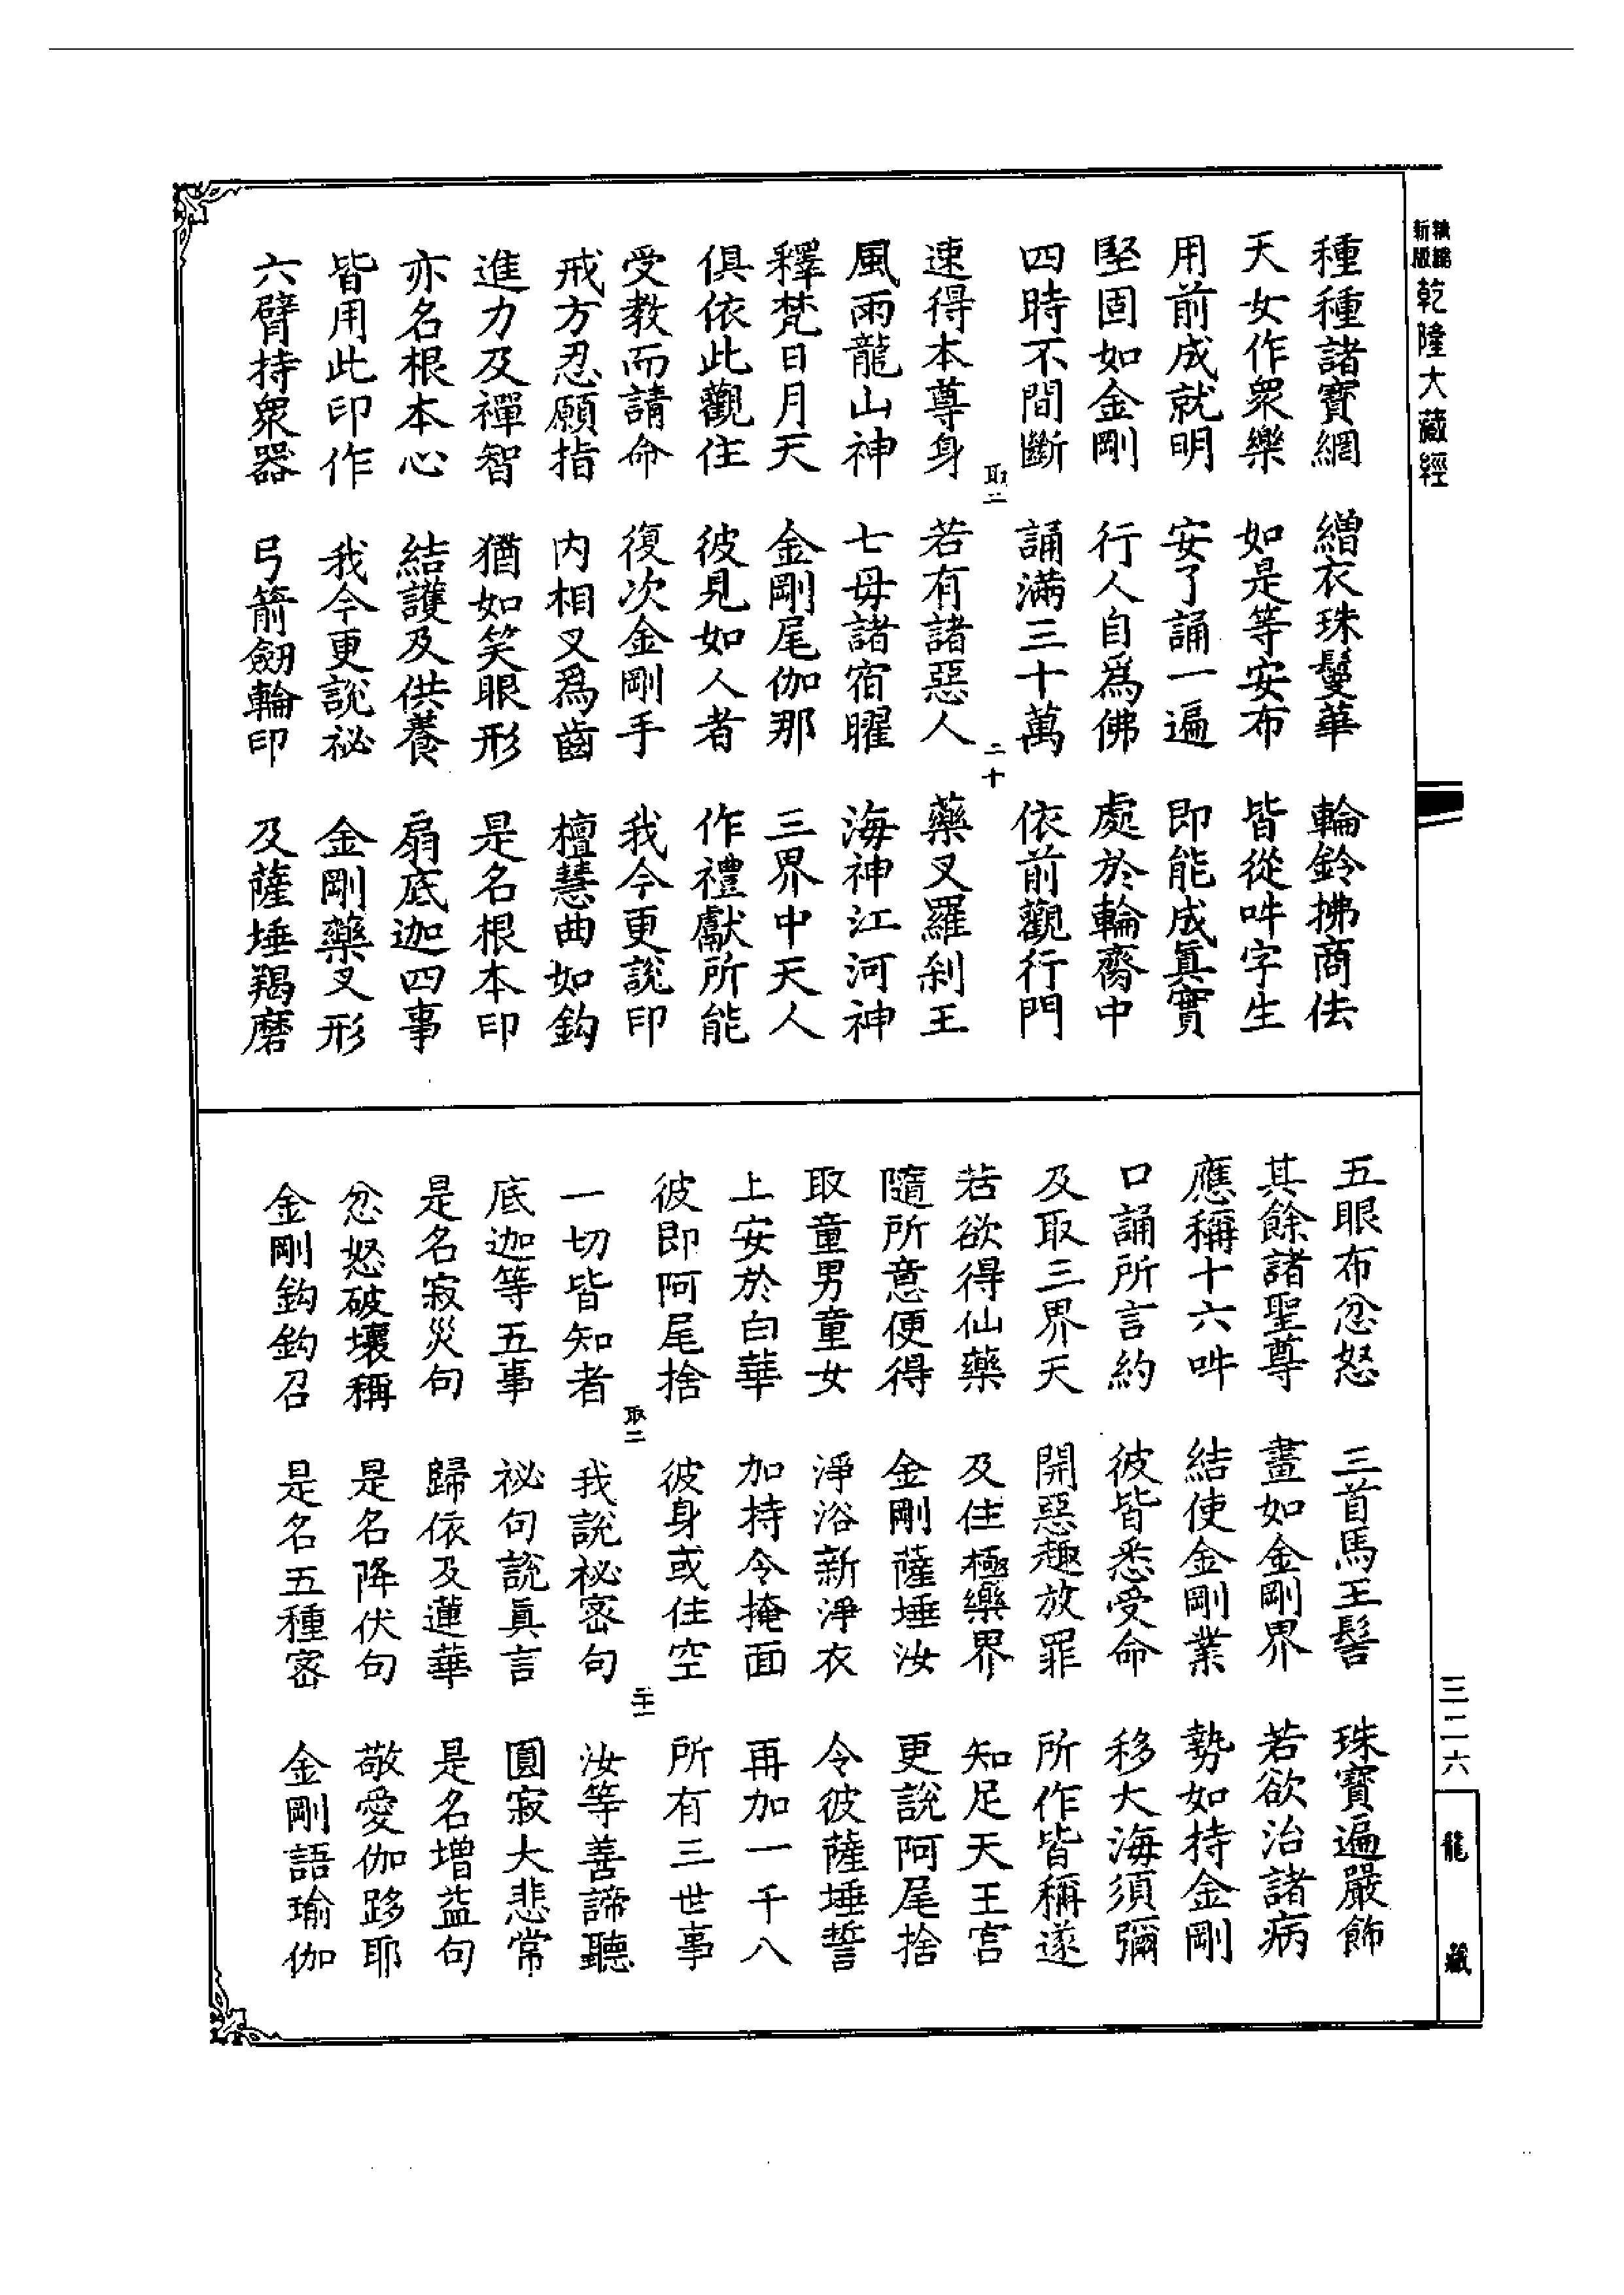 新編縮版乾隆大藏經
種種諸寶網 繒衣珠鬘華 輪鈴拂商佉
天女作眾樂 如是等安布 皆從吽字生
用前成就明 安了誦一遍 即能成真實
堅固如金剛 行人自為佛 處於輪臍中
四時不間斷 誦滿三十萬 依前觀行門
取二 二十
速得本尊身 若有諸惡人 藥叉羅剎王
風雨龍山神 七母諸宿曜 海神江河神
釋梵日月天 金剛尾伽那 三界中天人
俱依此觀住 彼見如人者 作禮獻所能
受教而請命 復次金剛手 我今更說印
戒方忍願指 內相叉為齒 檀慧曲如鈎
進力及禪智 猶如笑眼形 是名根本印
亦名根本心 結護及供養 扇底迦四事
皆用此印作 我今更說祕 金剛藥叉形
六臂持眾器 弓箭劒輪印 及薩埵羯磨
五眼布忿怒 三首馬王髻 珠寶遍嚴飾
其餘諸聖尊 畫如金剛界 若欲治諸病
應稱十六吽 結使金剛業 勢如持金剛
口誦所言約 彼皆悉受命 移大海須彌
及取三界天 開惡趣放罪 所作皆稱遂
若欲得仙藥 及住極樂界 知足天王宮
隨所意便得 金剛薩埵汝 更說阿尾捨
取童男童女 淨浴新淨衣 令彼薩埵誓
上安於白華 加持令掩面 再加一千八
彼即阿尾捨 彼身或住空 所有三世事
取二 二十一
一切皆知者 我說祕密句 汝等善諦聽
底迦等五事 祕句說真言 圓寂大悲常
是名寂災句 歸依及蓮華 是名增益句
忿怒破壞稱 是名降伏句 敬愛伽跢耶
金剛鈎鈎召 是名五種密 金剛語瑜伽
三二六
龍藏